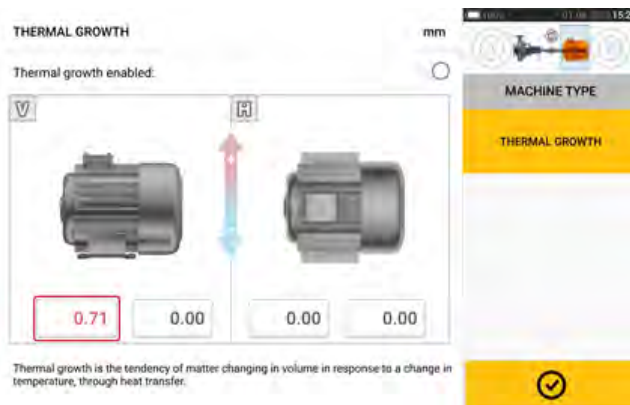 THERMAL GROWTH
mm
Thermal growth enabled:
V
H
0.71
0.00
0.00
0.00
Thermal growth is the tendency of matter changing in volume in response to a change in
temperature, through heat transfer.
MACHINE TYPE
THERMAL GROWTH